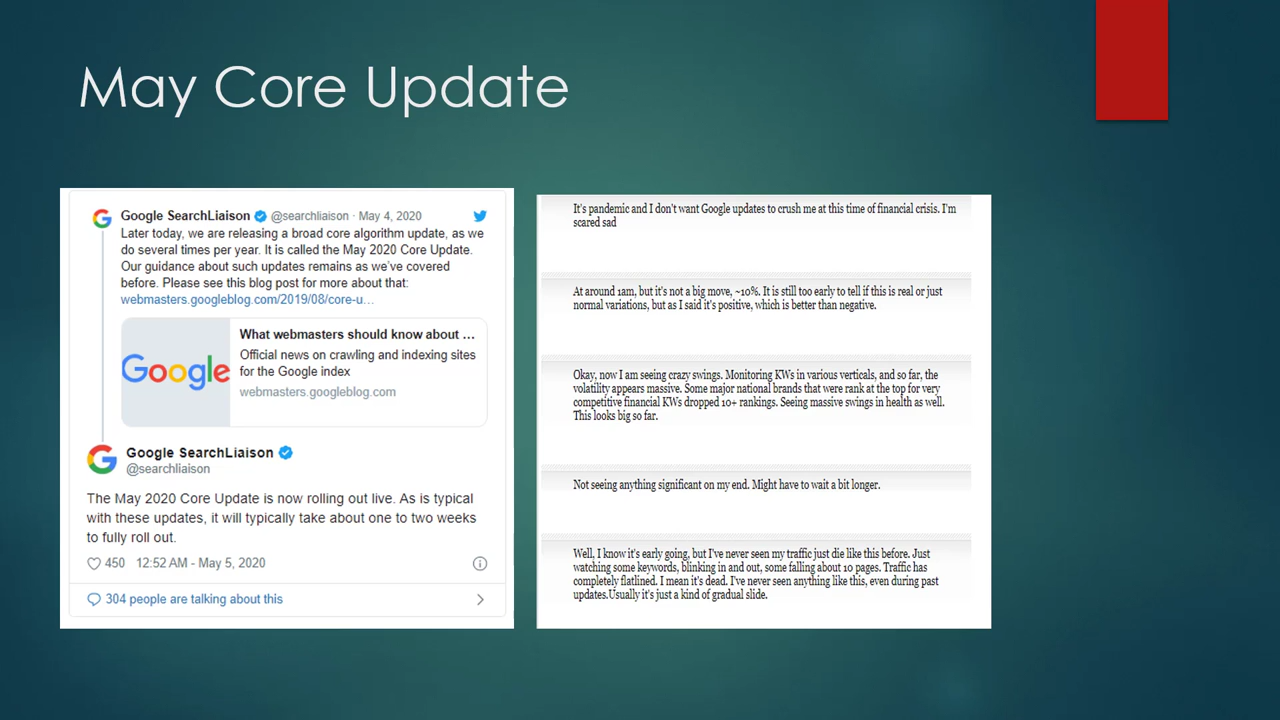 May Core Update
Google SearchLiaison @searchliaison · May 4, 2020
Later today, we are releasing a broad core algorithm update, as we
do several times per year. It is called the May 2020 Core Update.
Our guidance about such updates remains as we've covered
before. Please see this blog post for more about that:
webmasters.googleblog.com/2019/08/core-u…
Google
What webmasters should know about ...
Official news on crawling and indexing sites
for the Google index
webmasters.googleblog.com
Google SearchLiaison
@searchliaison
The May 2020 Core Update is now rolling out live. As is typical
with these updates, it will typically take about one to two weeks
to fully roll out.
450 12:52 AM - May 5, 2020
304 people are talking about this
It's pandemic and I don't want Google updates to crush me at this time of financial crisis. I'm
scared sad
At around 1am, but it's not a big move, ~10%. It is still too early to tell if this is real or just
normal variations, but as I said it's positive, which is better than negative.
Okay, now I am seeing crazy swings. Monitoring KWs in various verticals, and so far, the
volatility appears massive. Some major national brands that were rank at the top for very
competitive financial KWs dropped 10+ rankings. Seeing massive swings in health as well.
This looks big so far.
Not seeing anything significant on my end. Might have to wait a bit longer.
Well, I know it's early going, but I've never seen my traffic just die like this before. Just
watching some keywords, blinking in and out, some falling about 10 pages. Traffic has
completely flatlined. I mean it's dead. I've never seen anything like this, even during past
updates.Usually it's just a kind of gradual slide.